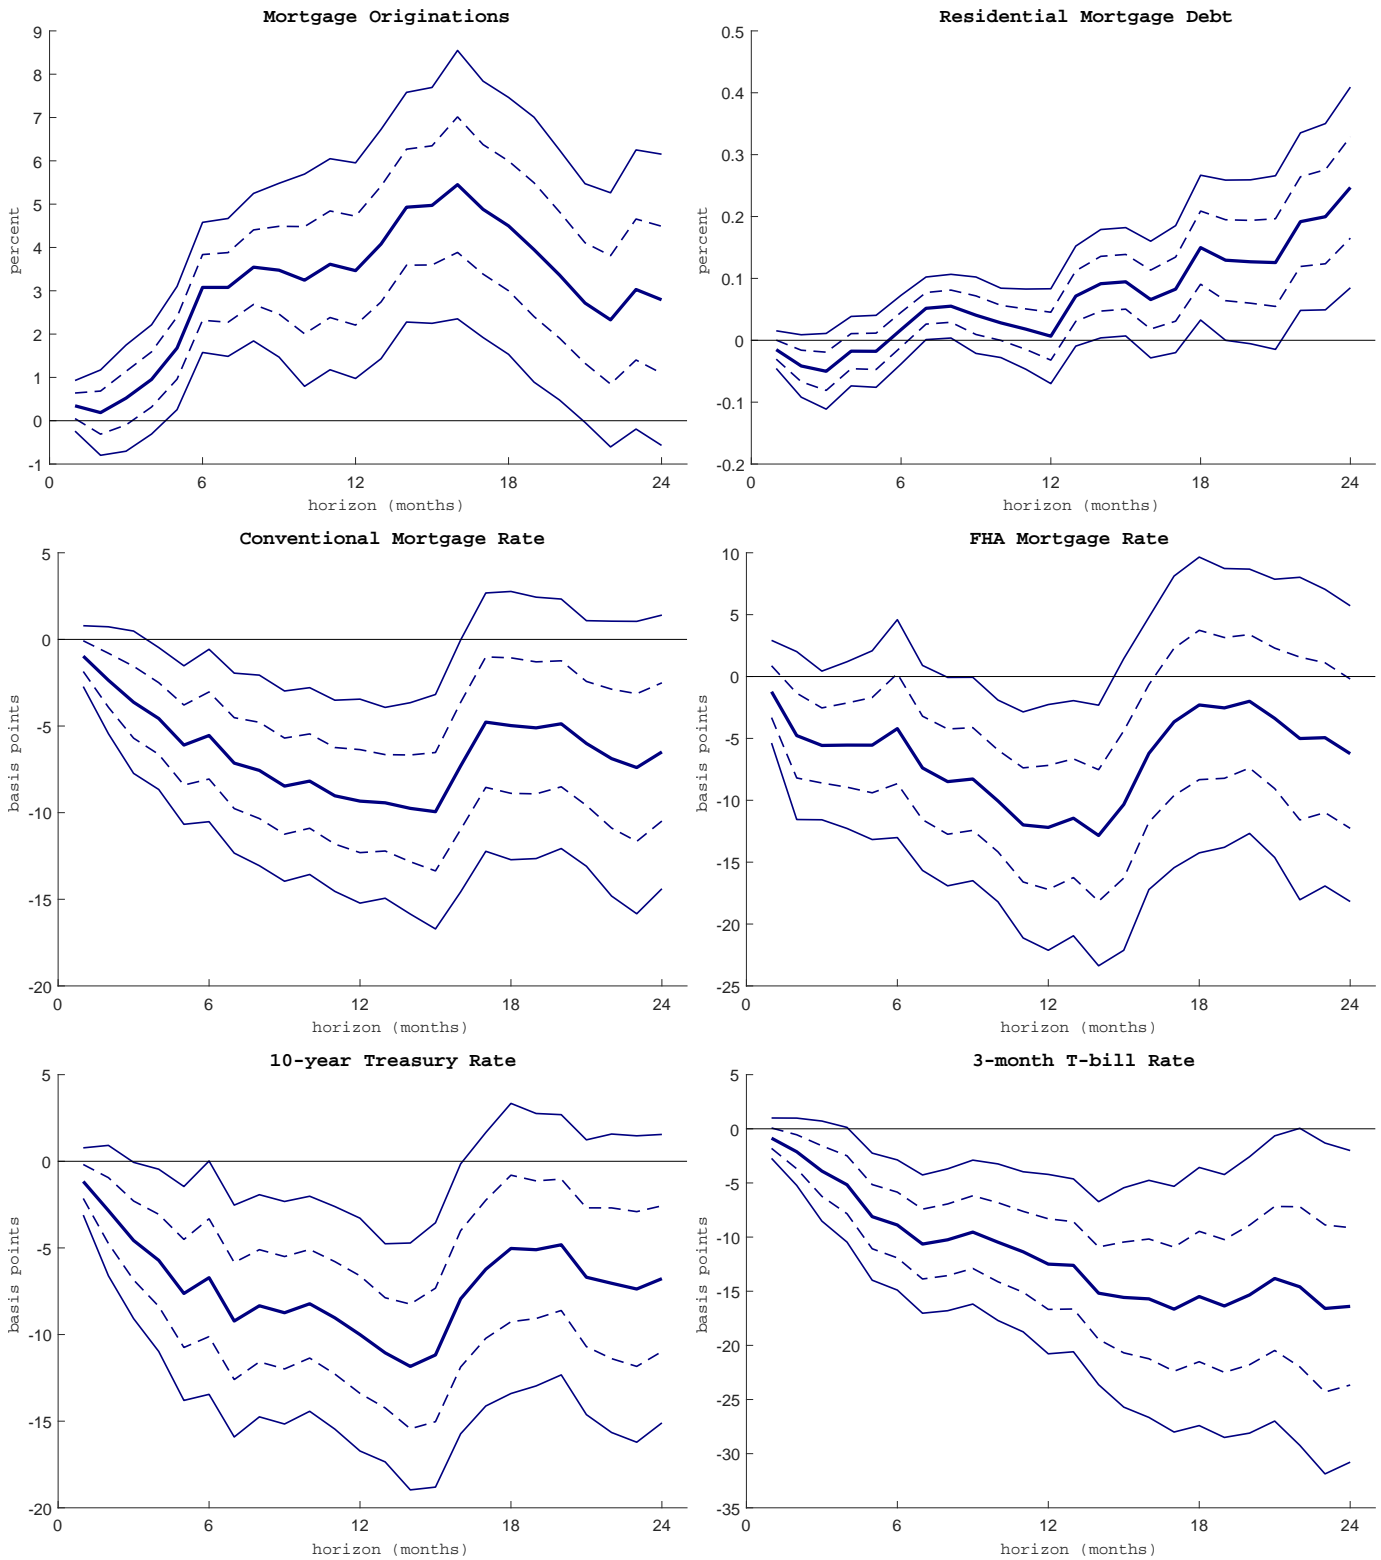 Mortgage Originations
9
8
7
6
5
4
3
2
1
0
-1
percent
0 6 12 18 24
horizon (months)
Residential Mortgage Debt
0.5
0.4
0.3
0.2
0.1
0
-0.1
-0.2
percent
0 6 12 18 24
horizon (months)
Conventional Mortgage Rate
5
0
-5
-10
-15
-20
basis points
0 6 12 18 24
horizon (months)
FHA Mortgage Rate
10
5
0
-5
-10
-15
-20
-25
basis points
0 6 12 18 24
horizon (months)
10-year Treasury Rate
5
0
-5
-10
-15
-20
basis points
0 6 12 18 24
horizon (months)
3-month T-bill Rate
5
0
-5
-10
-15
-20
-25
-30
-35
basis points
0 6 12 18 24
horizon (months)